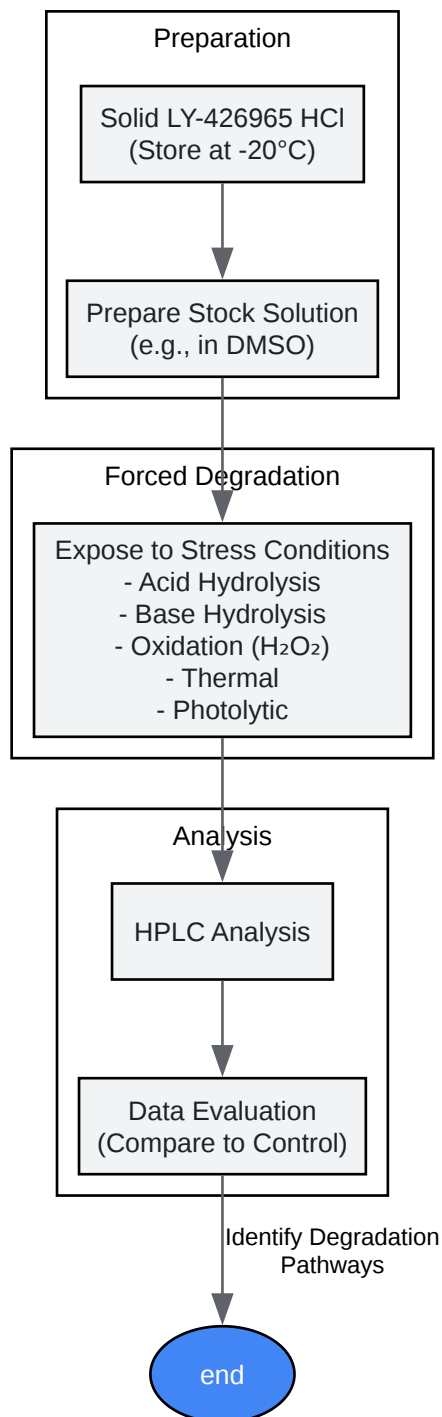 Preparation
Solid LY-426965 HCl
(Store at -20°C)
Prepare Stock Solution
(e.g., in DMSO)
Forced Degradation
Expose to Stress Conditions
- Acid Hydrolysis
- Base Hydrolysis
- Oxidation (H₂O₂)
- Thermal
- Photolytic
Analysis
HPLC Analysis
Data Evaluation
(Compare to Control)
Identify Degradation
Pathways
end